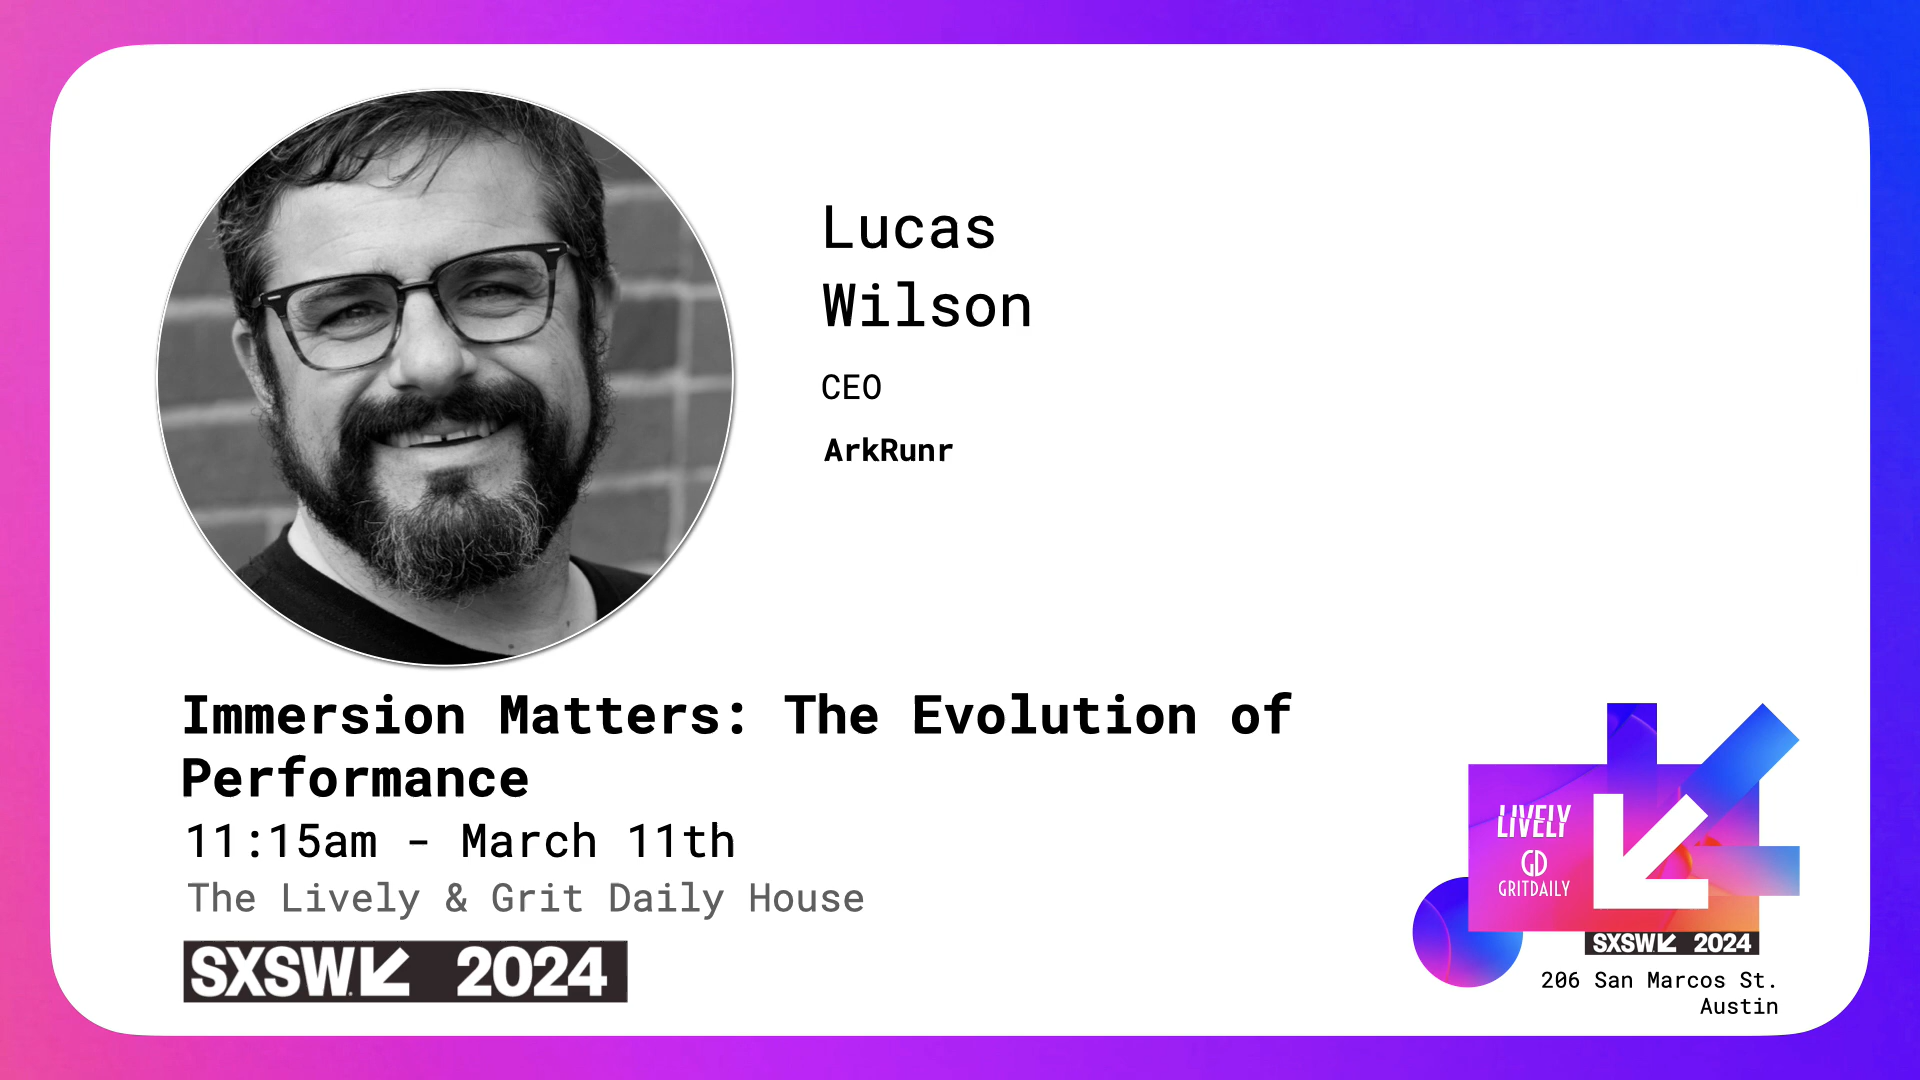 Lucas
Wilson
CEO
ArkRunr
Immersion Matters: The Evolution of
Performance
11:15am - March 11th
The Lively & Grit Daily House
SXSW 2024
LIVELY
GD
GRITDAILY
SXSW 2024
206 San Marcos St.
Austin